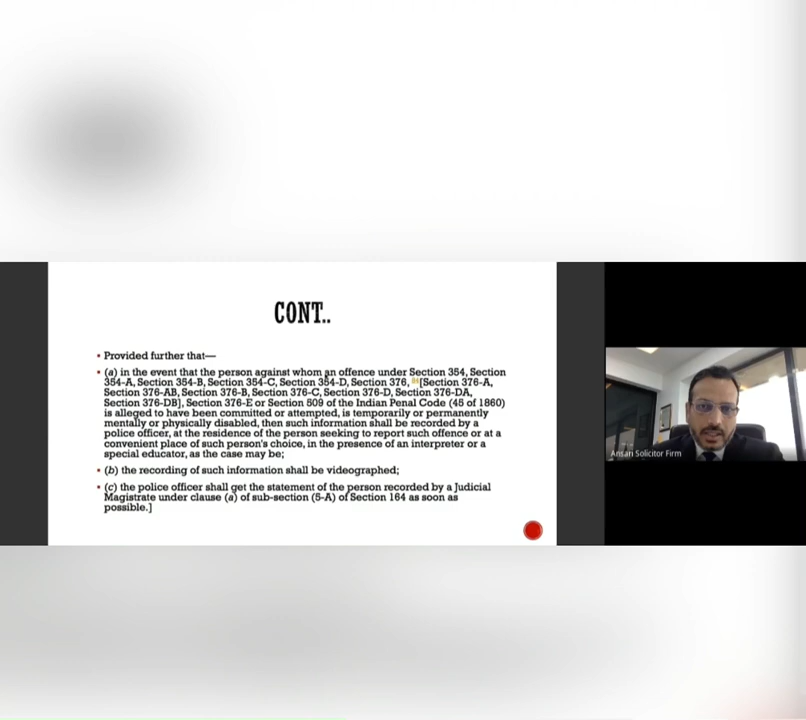 CONT..
▪ Provided further that—
▪ (a) in the event that the person against whom an offence under Section 354, Section
354-A, Section 354-B, Section 354-C, Section 354-D, Section 376, [Section 376-A,
Section 376-AB, Section 376-B, Section 376-C, Section 376-D, Section 376-DA,
Section 376-DB], Section 376-E or Section 509 of the Indian Penal Code (45 of 1860)
is alleged to have been committed or attempted, is temporarily or permanently
mentally or physically disabled, then such information shall be recorded by a
police officer, at the residence of the person seeking to report such offence or at a
convenient place of such person's choice, in the presence of an interpreter or a
special educator, as the case may be;
▪ (b) the recording of such information shall be videographed;
▪ (c) the police officer shall get the statement of the person recorded by a Judicial
Magistrate under clause (a) of sub-section (5-A) of Section 164 as soon as
possible.]
Ansari Solicitor Firm